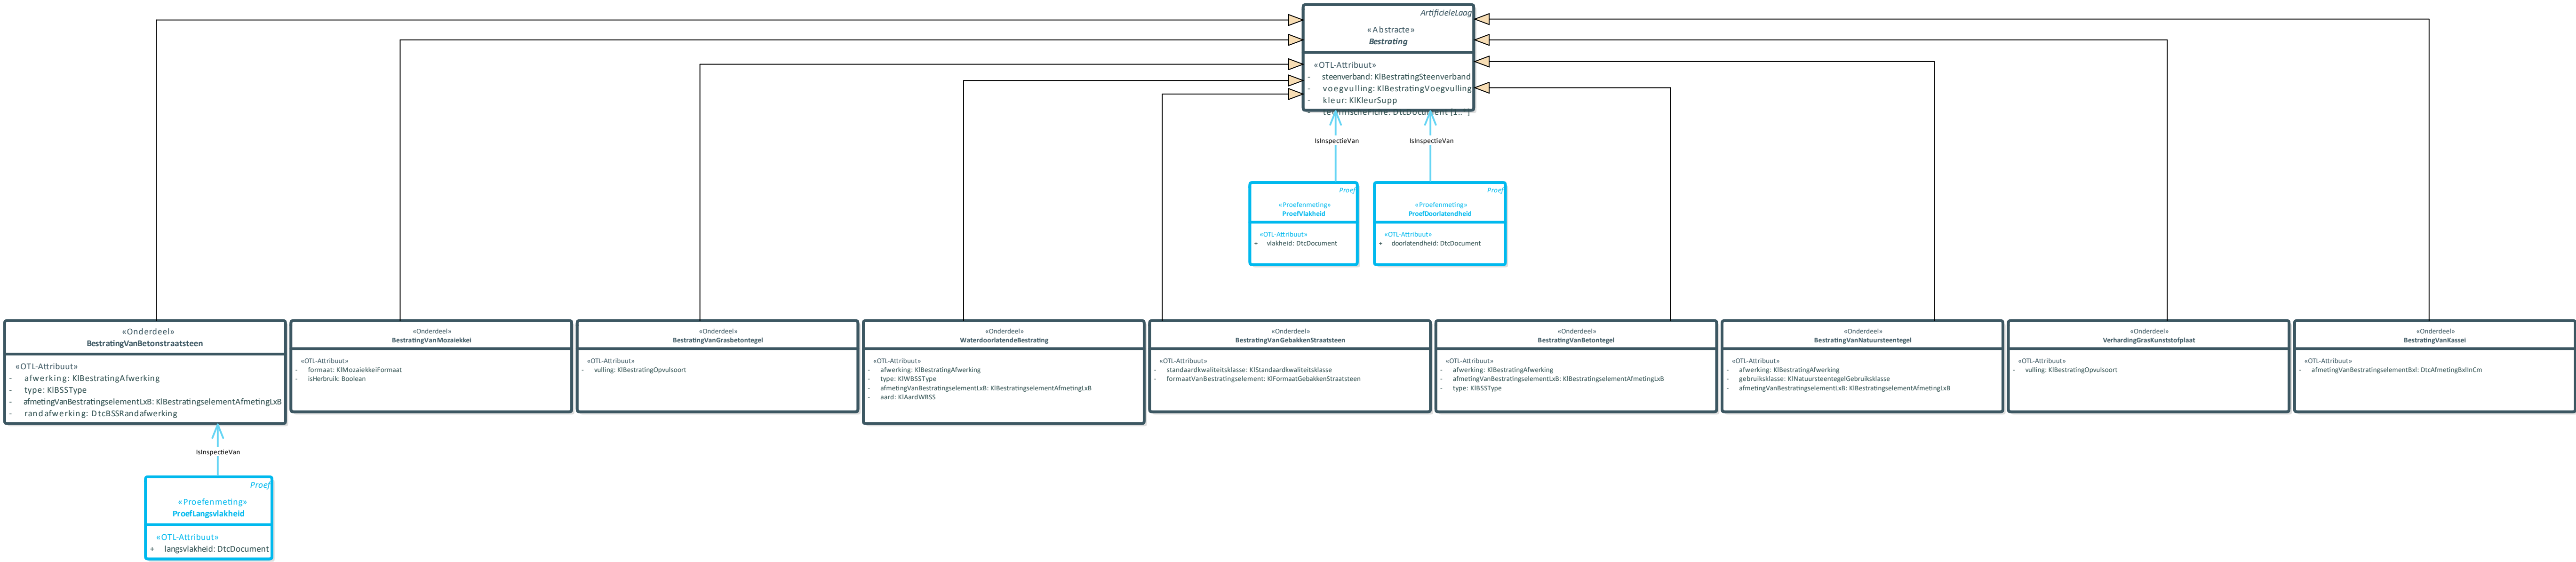 ArtificieleLaag
«Abstracte»
Bestrating
«OTL-Attribuut»
- steenverband: KlBestratingSteenverband
- voegvulling: KlBestratingVoegvulling
- kleur: KlKleurSupp
- technischeFiche: DtcDocument [1..*]
IsInspectieVan
IsInspectieVan
Proef
«Proefenmeting»
ProefVlakheid
«OTL-Attribuut»
+ vlakheid: DtcDocument
Proef
«Proefenmeting»
ProefDoorlatendheid
«OTL-Attribuut»
+ doorlatendheid: DtcDocument
«Onderdeel»
BestratingVanBetonstraatsteen
«OTL-Attribuut»
- afwerking: KlBestratingAfwerking
- type: KlBSSType
- afmetingVanBestratingselementLxB: KlBestratingselementAfmetingLxB
- randafwerking: DtcBSSRandafwerking
«Onderdeel»
BestratingVanMozaiekkei
«OTL-Attribuut»
- formaat: KlMozaiekkeiFormaat
- isHerbruik: Boolean
«Onderdeel»
BestratingVanGrasbetontegel
«OTL-Attribuut»
- vulling: KlBestratingOpvulsoort
«Onderdeel»
WaterdoorlatendeBestrating
«OTL-Attribuut»
- afwerking: KlBestratingAfwerking
- type: KlWBSSType
- afmetingVanBestratingselementLxB: KlBestratingselementAfmetingLxB
- aard: KlAardWBSS
«Onderdeel»
BestratingVanGebakkenStraatsteen
«OTL-Attribuut»
- standaardkwaliteitsklasse: KlStandaardkwaliteitsklasse
- formaatVanBestratingselement: KlFormaatGebakkenStraatsteen
«Onderdeel»
BestratingVanBetontegel
«OTL-Attribuut»
- afwerking: KlBestratingAfwerking
- afmetingVanBestratingselementLxB: KlBestratingselementAfmetingLxB
- type: KlBSSType
«Onderdeel»
BestratingVanNatuursteentegel
«OTL-Attribuut»
- afwerking: KlBestratingAfwerking
- gebruiksklasse: KlNatuursteentegelGebruiksklasse
- afmetingVanBestratingselementLxB: KlBestratingselementAfmetingLxB
«Onderdeel»
VerhardingGrasKunststofplaat
«OTL-Attribuut»
- vulling: KlBestratingOpvulsoort
«Onderdeel»
BestratingVanKassei
«OTL-Attribuut»
- afmetingVanBestratingselementBxl: DtcAfmetingBxlInCm
IsInspectieVan
Proef
«Proefenmeting»
ProefLangsvlakheid
«OTL-Attribuut»
+ langsvlakheid: DtcDocument